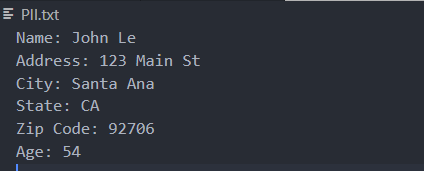 PII.txt
Name: John Le
Address: 123 Main St
City: Santa Ana
State: CA
Zip Code: 92706
Age: 54